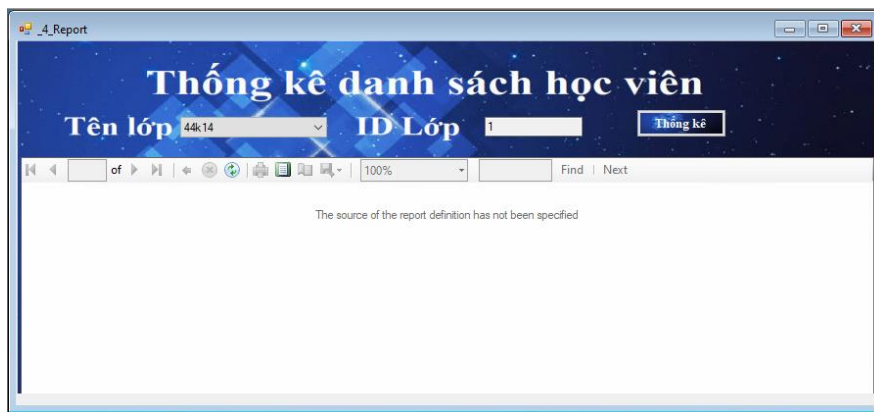 _4_Report
Thống kê danh sách học viên
Tên lớp 44k14 ID Lớp 1 Thống kê
of 100% Find Next
The source of the report definition has not been specified